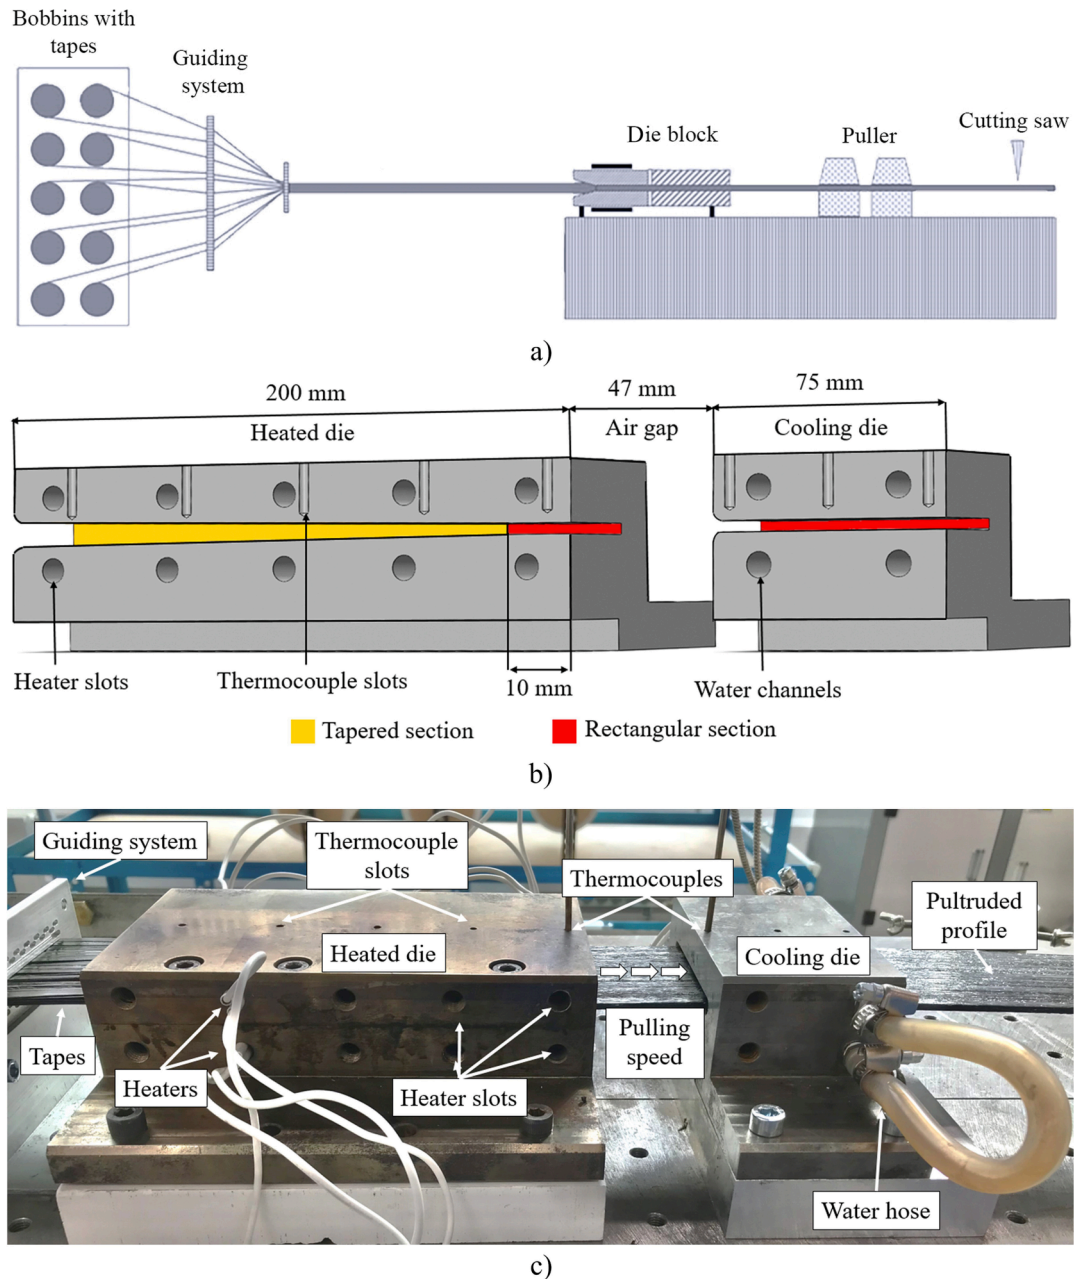 Bobbins with
tapes
Guiding
system
Die block
Puller
Cutting saw
a)
200 mm
47 mm
75 mm
Heated die
Air gap
Cooling die
Heater slots
Thermocouple slots
10 mm
Water channels
Tapered section
Rectangular section
b)
Guiding system
Thermocouple
slots
Thermocouples
Pultruded
profile
Heated die
Cooling die
Tapes
Pulling
speed
Heaters
Heater slots
Water hose
c)